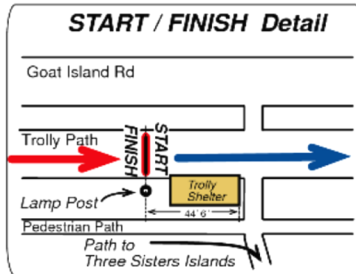 START / FINISH Detail
Goat Island Rd
Trolly Path
FINISH
START
Trolly
Shelter
Lamp Post
44' 6"
Pedestrian Path
Path to
Three Sisters Islands